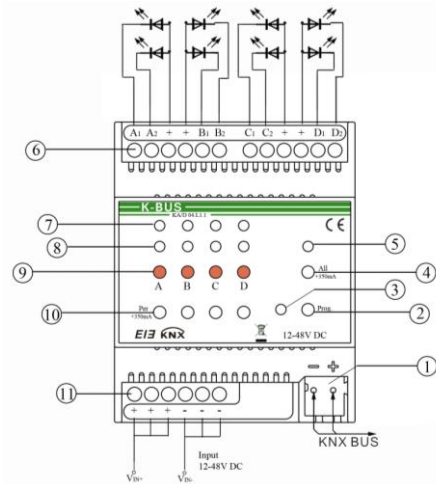 A1 A2 + + B1 B2 C1 C2 + + D1 D2
6
K-BUS
KA/D 04.T.1.1
CE
7
8
5
9
A B C D
All
+350mA
4
3
10
Per
+350mA
Prog.
2
EIB KNX
12-48V DC
1
11
− +
+ + + - - -
KNX BUS
Input
12-48V DC
VIN+ VIN-